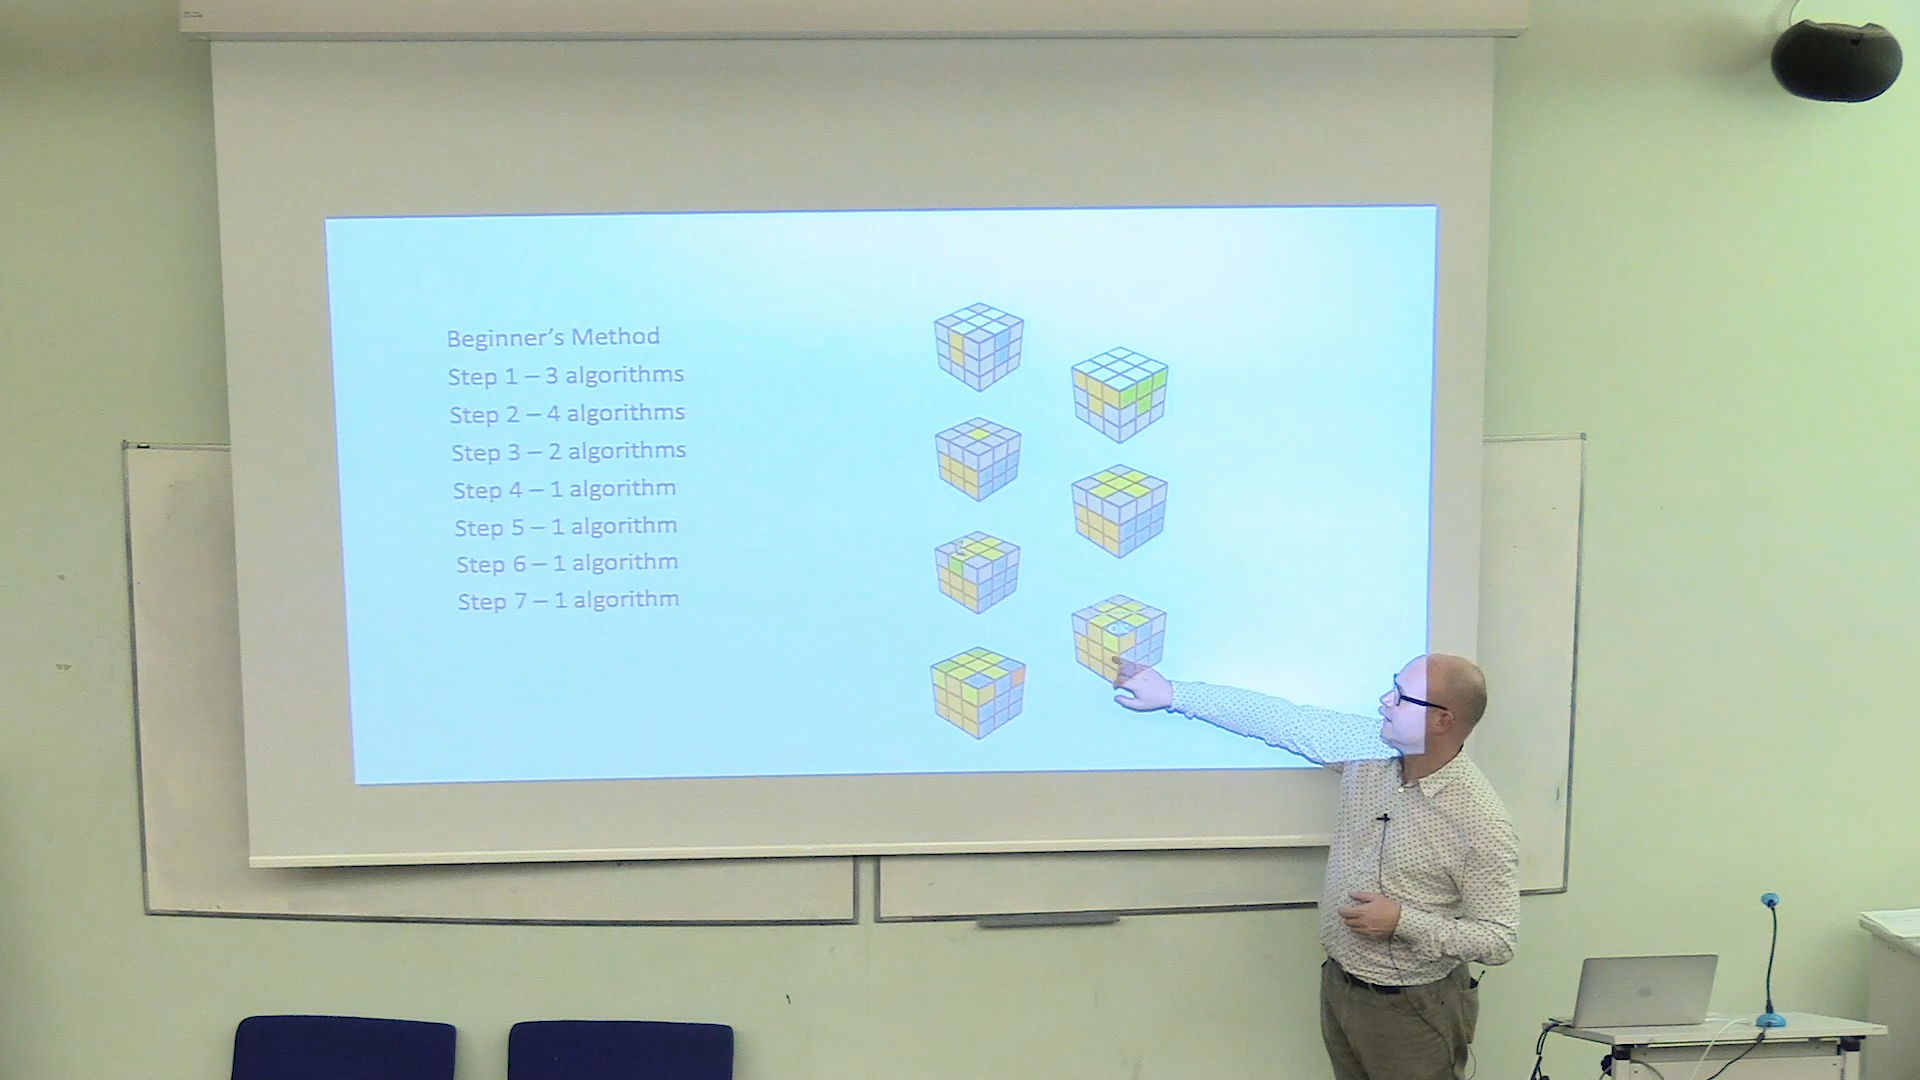 Beginner's Method
Step 1 – 3 algorithms
Step 2 – 4 algorithms
Step 3 – 2 algorithms
Step 4 – 1 algorithm
Step 5 – 1 algorithm
Step 6 – 1 algorithm
Step 7 – 1 algorithm